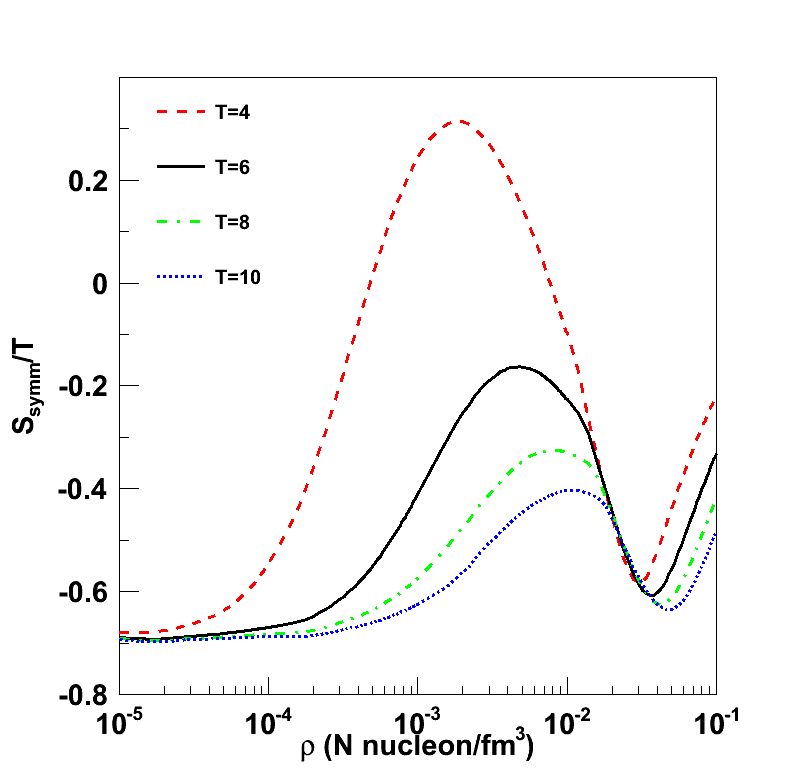 T=4
T=6
T=8
T=10
0.2
0
-0.2
-0.4
-0.6
-0.8
S_symm/T
10^-5
10^-4
10^-3
10^-2
10^-1
ρ (N nucleon/fm^3)